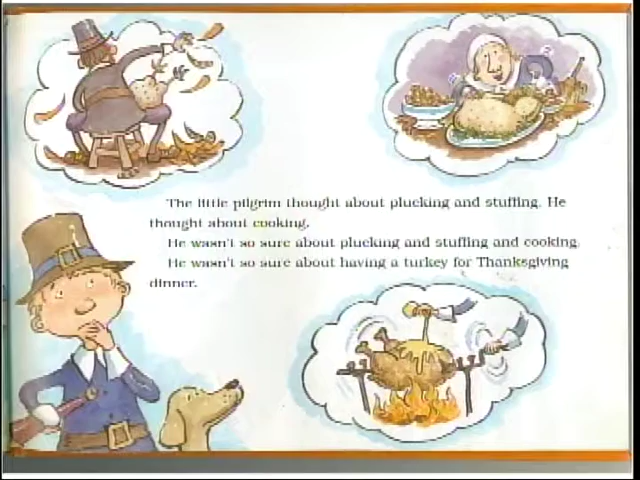 The little pilgrim thought about plucking and stuffing. He
thought about cooking.
He wasn't so sure about plucking and stuffing and cooking.
He wasn't so sure about having a turkey for Thanksgiving
dinner.